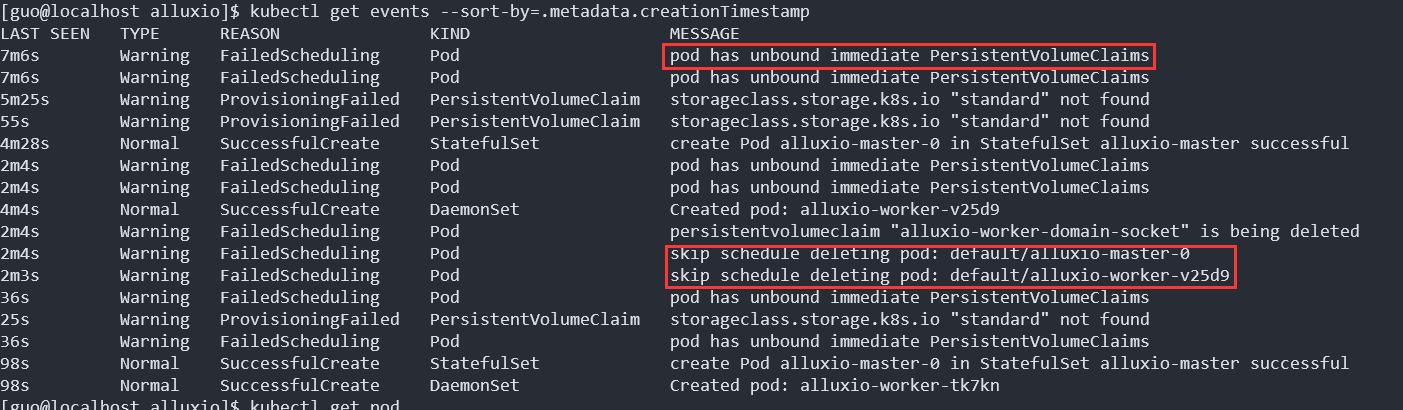 [guo@localhost alluxio]$ kubectl get events --sort-by=.metadata.creationTimestamp
LAST SEEN TYPE REASON KIND MESSAGE
7m6s Warning FailedScheduling Pod pod has unbound immediate PersistentVolumeClaims
7m6s Warning FailedScheduling Pod pod has unbound immediate PersistentVolumeClaims
5m25s Warning ProvisioningFailed PersistentVolumeClaim storageclass.storage.k8s.io "standard" not found
55s Warning ProvisioningFailed PersistentVolumeClaim storageclass.storage.k8s.io "standard" not found
4m28s Normal SuccessfulCreate StatefulSet create Pod alluxio-master-0 in StatefulSet alluxio-master successful
2m4s Warning FailedScheduling Pod pod has unbound immediate PersistentVolumeClaims
2m4s Warning FailedScheduling Pod pod has unbound immediate PersistentVolumeClaims
4m4s Normal SuccessfulCreate DaemonSet Created pod: alluxio-worker-v25d9
2m4s Warning FailedScheduling Pod persistentvolumeclaim "alluxio-worker-domain-socket" is being deleted
2m4s Warning FailedScheduling Pod skip schedule deleting pod: default/alluxio-master-0
2m3s Warning FailedScheduling Pod skip schedule deleting pod: default/alluxio-worker-v25d9
36s Warning FailedScheduling Pod pod has unbound immediate PersistentVolumeClaims
25s Warning ProvisioningFailed PersistentVolumeClaim storageclass.storage.k8s.io "standard" not found
36s Warning FailedScheduling Pod pod has unbound immediate PersistentVolumeClaims
98s Normal SuccessfulCreate StatefulSet create Pod alluxio-master-0 in StatefulSet alluxio-master successful
98s Normal SuccessfulCreate DaemonSet Created pod: alluxio-worker-tk7kn
[guo@localhost alluxio]$ kubectl get pod